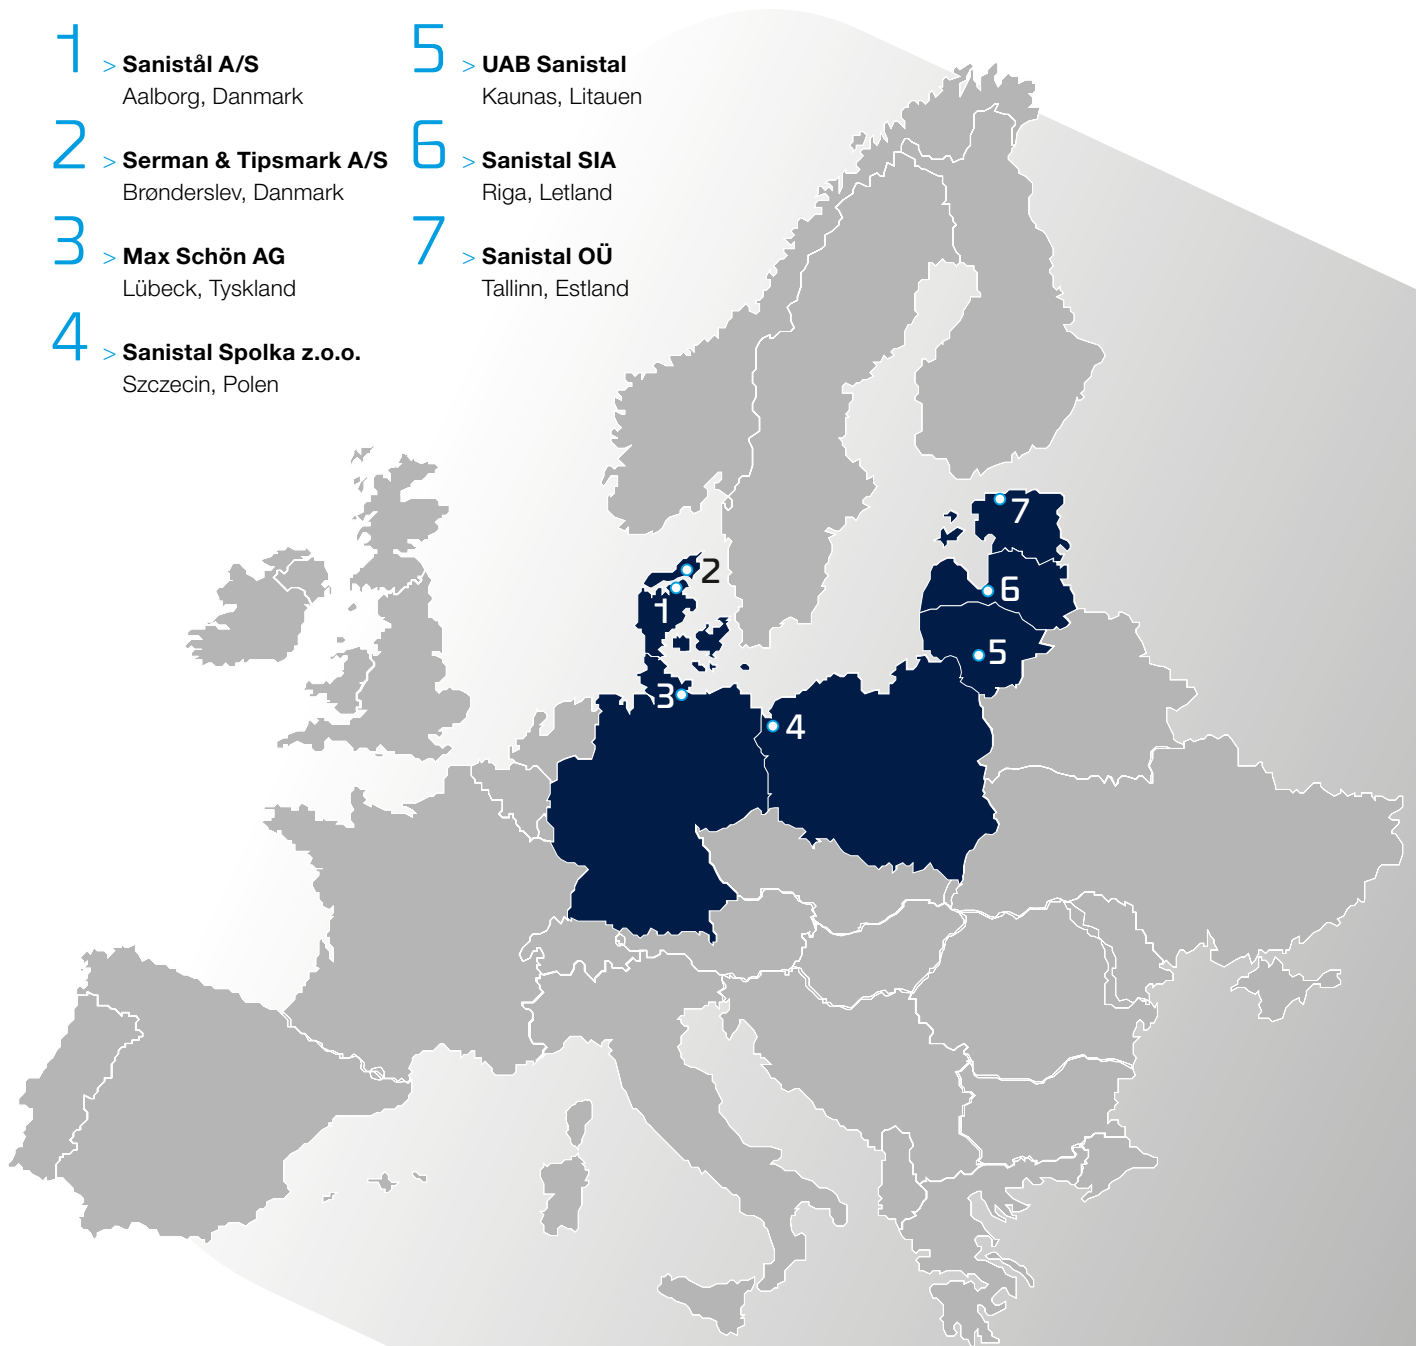 1 > Sanistål A/S
Aalborg, Danmark
2 > Serman & Tipsmark A/S
Brønderslev, Danmark
3 > Max Schön AG
Lübeck, Tyskland
4 > Sanistal Spolka z.o.o.
Szczecin, Polen
5 > UAB Sanistal
Kaunas, Litauen
6 > Sanistal SIA
Riga, Letland
7 > Sanistal OÜ
Tallinn, Estland
7
2
6
1
5
3
4